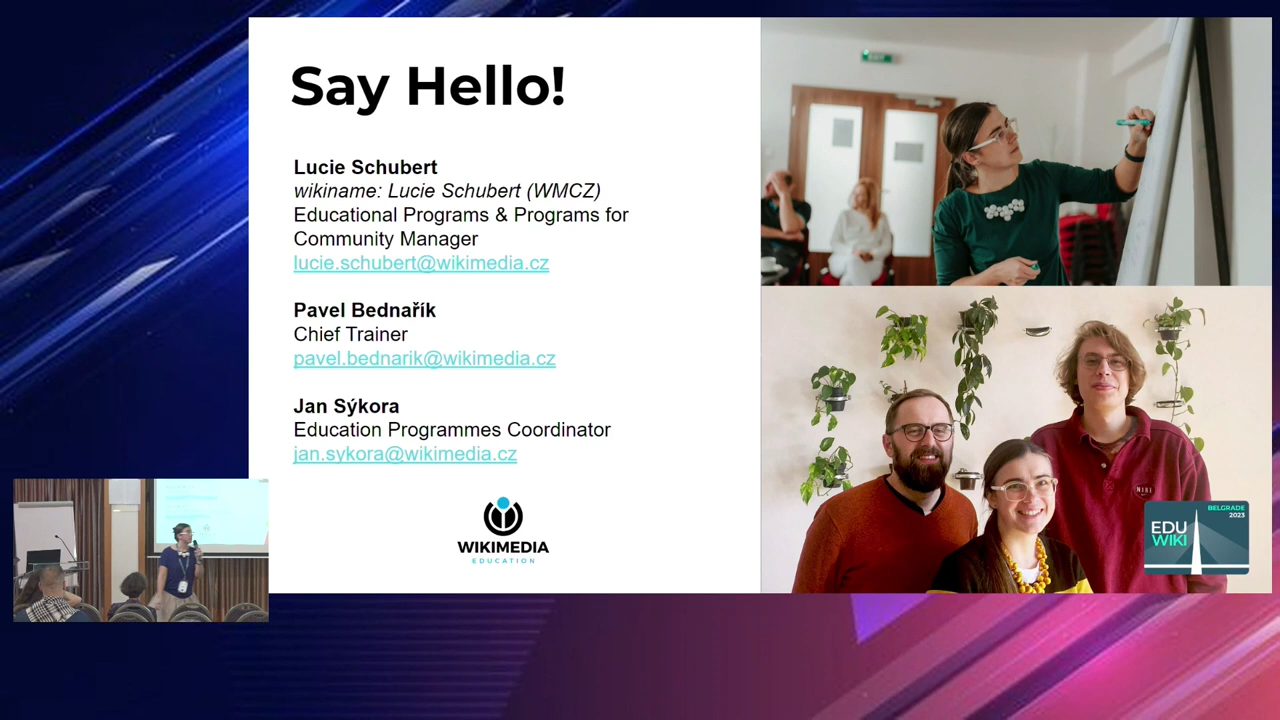 Say Hello!
Lucie Schubert
wikiname: Lucie Schubert (WMCZ)
Educational Programs & Programs for
Community Manager
lucie.schubert@wikimedia.cz
Pavel Bednařík
Chief Trainer
pavel.bednarik@wikimedia.cz
Jan Sýkora
Education Programmes Coordinator
jan.sykora@wikimedia.cz
WIKIMEDIA
EDUCATION
BELGRADE
2023
EDU
WIKI